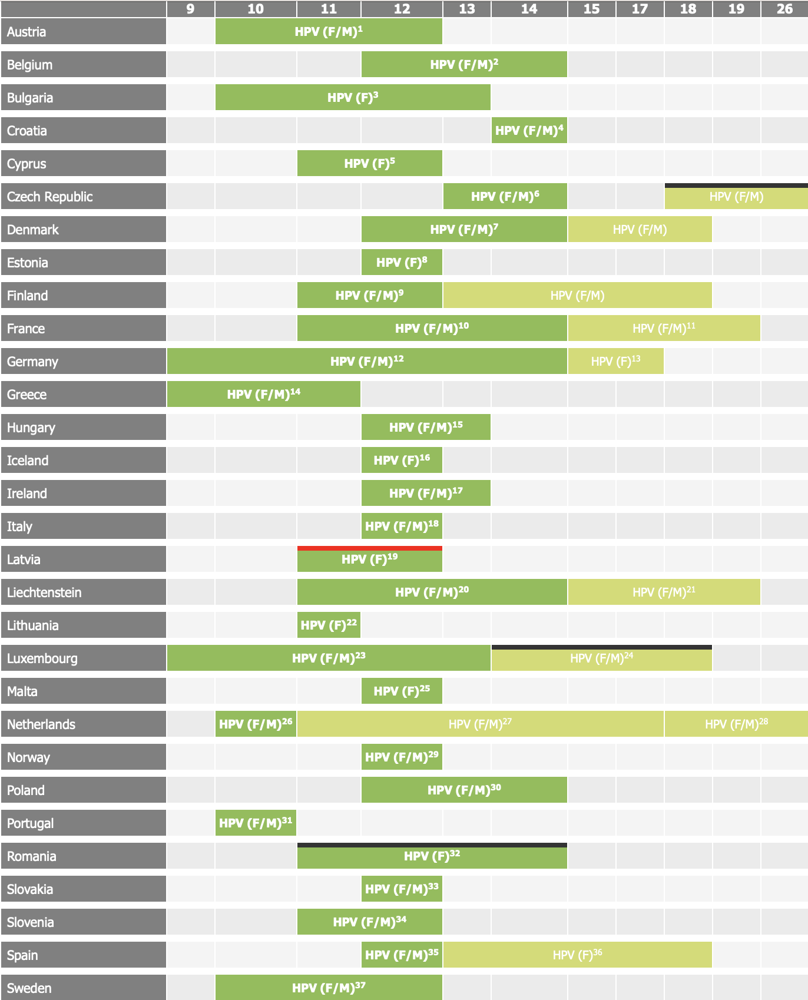 9 10 11 12 13 14 15 17 18 19 26
Austria HPV (F/M)¹
Belgium HPV (F/M)²
Bulgaria HPV (F)³
Croatia HPV (F/M)⁴
Cyprus HPV (F)⁵
Czech Republic HPV (F/M)⁶ HPV (F/M)
Denmark HPV (F/M)⁷ HPV (F/M)
Estonia HPV (F)⁸
Finland HPV (F/M)⁹ HPV (F/M)
France HPV (F/M)¹⁰ HPV (F/M)¹¹
Germany HPV (F/M)¹² HPV (F)¹³
Greece HPV (F/M)¹⁴
Hungary HPV (F/M)¹⁵
Iceland HPV (F)¹⁶
Ireland HPV (F/M)¹⁷
Italy HPV (F/M)¹⁸
Latvia HPV (F)¹⁹
Liechtenstein HPV (F/M)²⁰ HPV (F/M)²¹
Lithuania HPV (F)²²
Luxembourg HPV (F/M)²³ HPV (F/M)²⁴
Malta HPV (F)²⁵
Netherlands HPV (F/M)²⁶ HPV (F/M)²⁷ HPV (F/M)²⁸
Norway HPV (F/M)²⁹
Poland HPV (F/M)³⁰
Portugal HPV (F/M)³¹
Romania HPV (F)³²
Slovakia HPV (F/M)³³
Slovenia HPV (F/M)³⁴
Spain HPV (F/M)³⁵ HPV (F)³⁶
Sweden HPV (F/M)³⁷